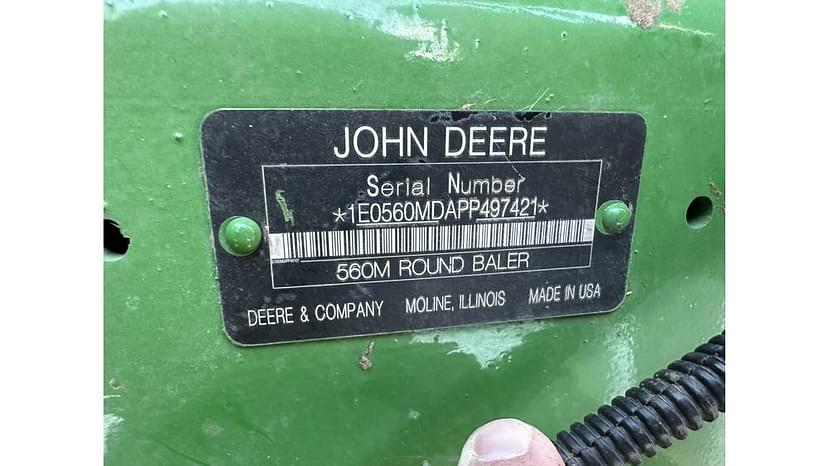 JOHN DEERE
Serial Number
*1E0560MDAPP497421*
560M ROUND BALER
DEERE & COMPANY MOLINE, ILLINOIS MADE IN USA